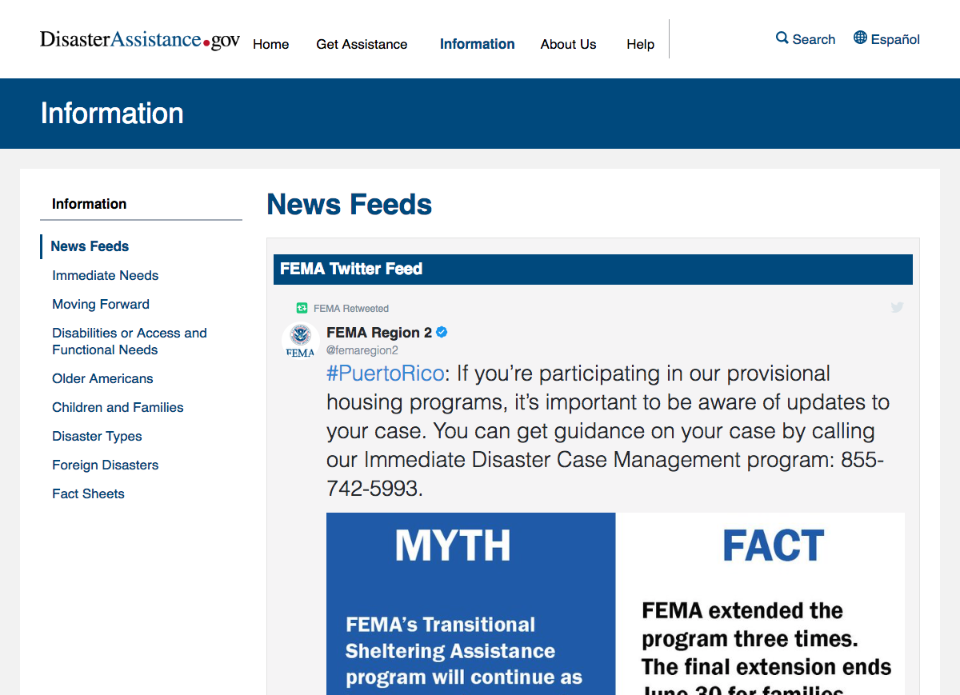 DisasterAssistance.gov
Home Get Assistance Information About Us Help Search Español
Information
Information
News Feeds
Immediate Needs
Moving Forward
Disabilities or Access and
Functional Needs
Older Americans
Children and Families
Disaster Types
Foreign Disasters
Fact Sheets
News Feeds
FEMA Twitter Feed
FEMA Retweeted
FEMA
FEMA Region 2
@femaregion2
#PuertoRico: If you’re participating in our provisional
housing programs, it’s important to be aware of updates to
your case. You can get guidance on your case by calling
our Immediate Disaster Case Management program: 855-
742-5993.
MYTH
FEMA’s Transitional
Sheltering Assistance
program will continue as
FACT
FEMA extended the
program three times.
The final extension ends
June 30 for families